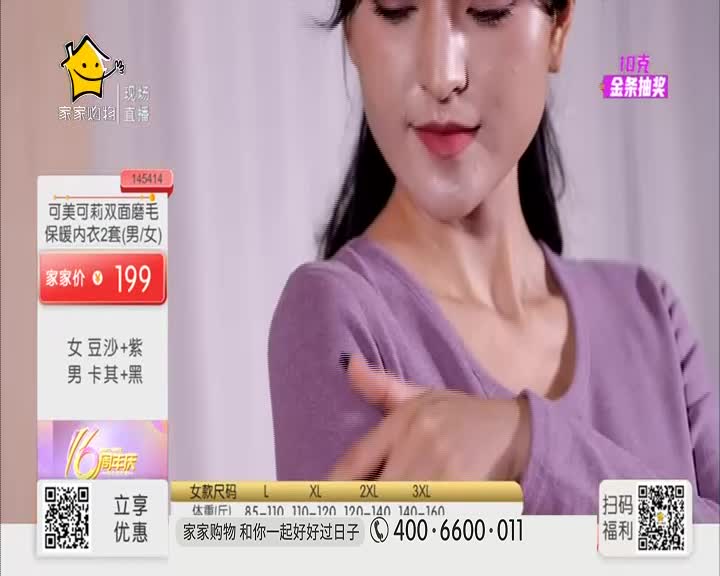 家家购物
现场
直播
10克
金条抽奖
145414
可美可莉双面磨毛
保暖内衣2套(男/女)
家家价 ¥ 199
女 豆沙+紫
男 卡其+黑
16周年庆
立享
优惠
女款尺码 L XL 2XL 3XL
体重(斤) 85-110 110-120 120-140 140-160
家家购物 和你一起好好过日子
400·6600·011
扫码
福利